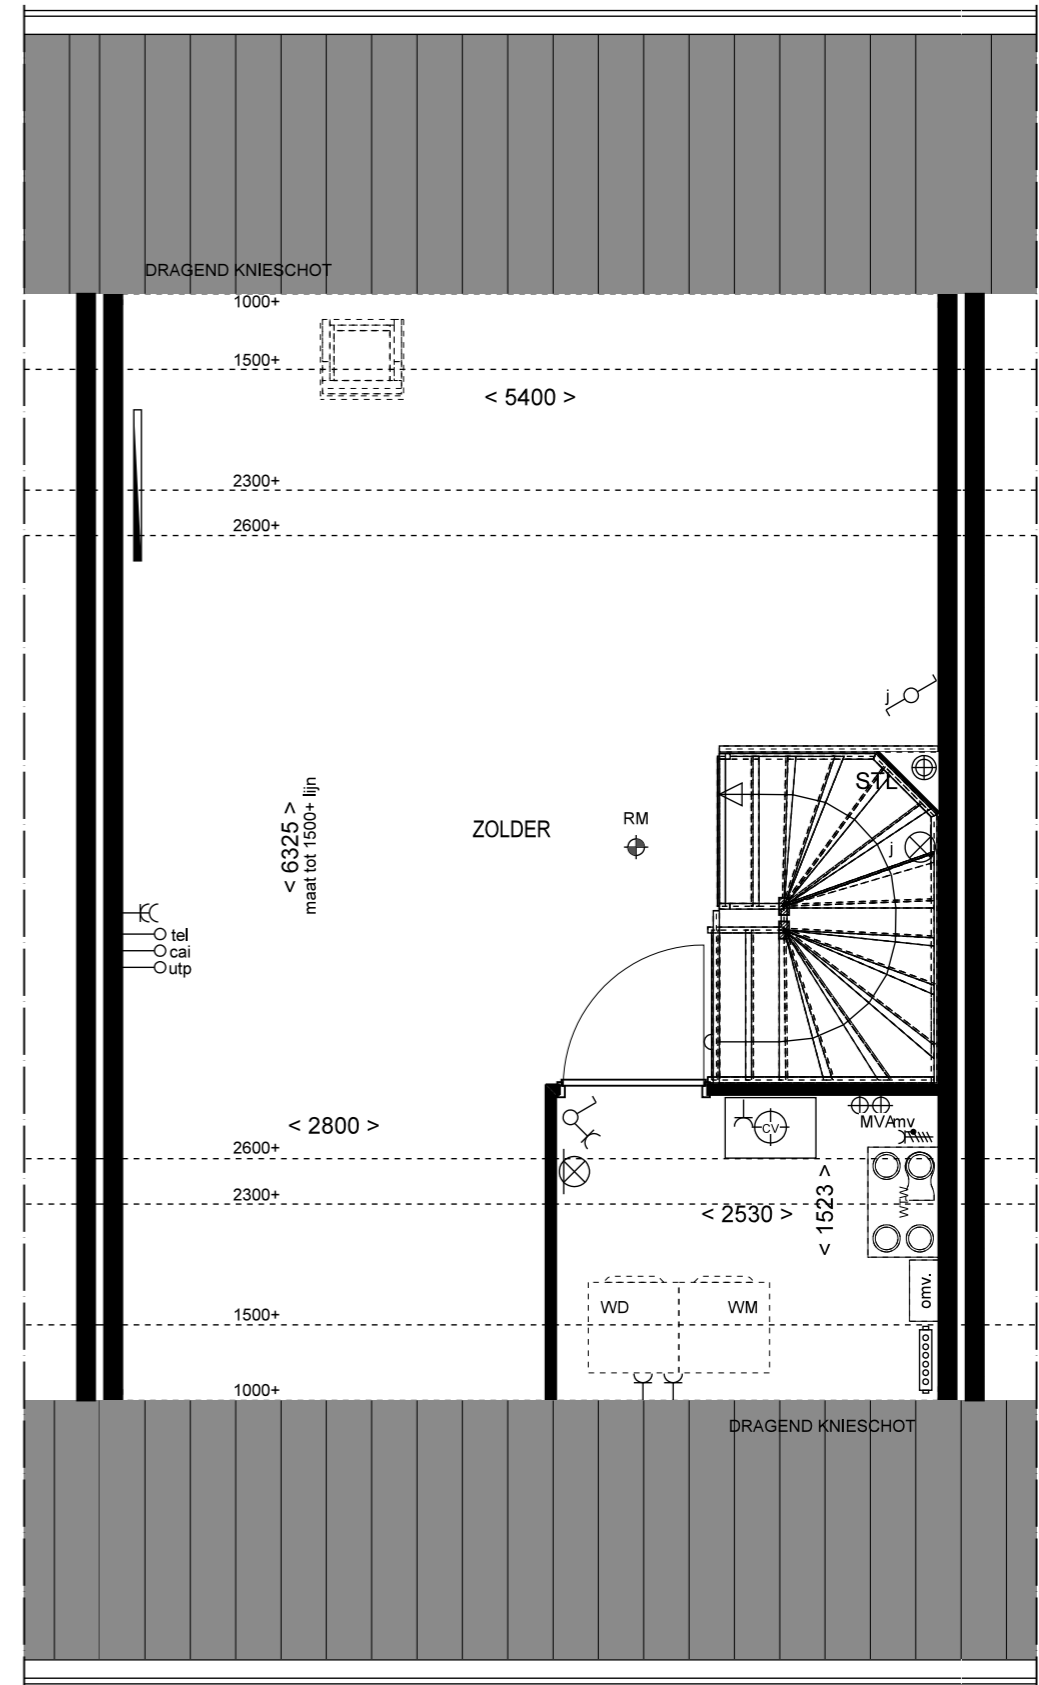 DRAGEND KNIESCHOT
1000+
1500+
< 5400 >
2300+
2600+
j
STL
< 6325 >
maat tot 1500+ lijn
ZOLDER
RM
j
tel
cai
utp
< 2800 >
CV
MVA
mv
2600+
2300+
< 2530 >
< 1523 >
WTW
omv.
WD
WM
1500+
1000+
DRAGEND KNIESCHOT